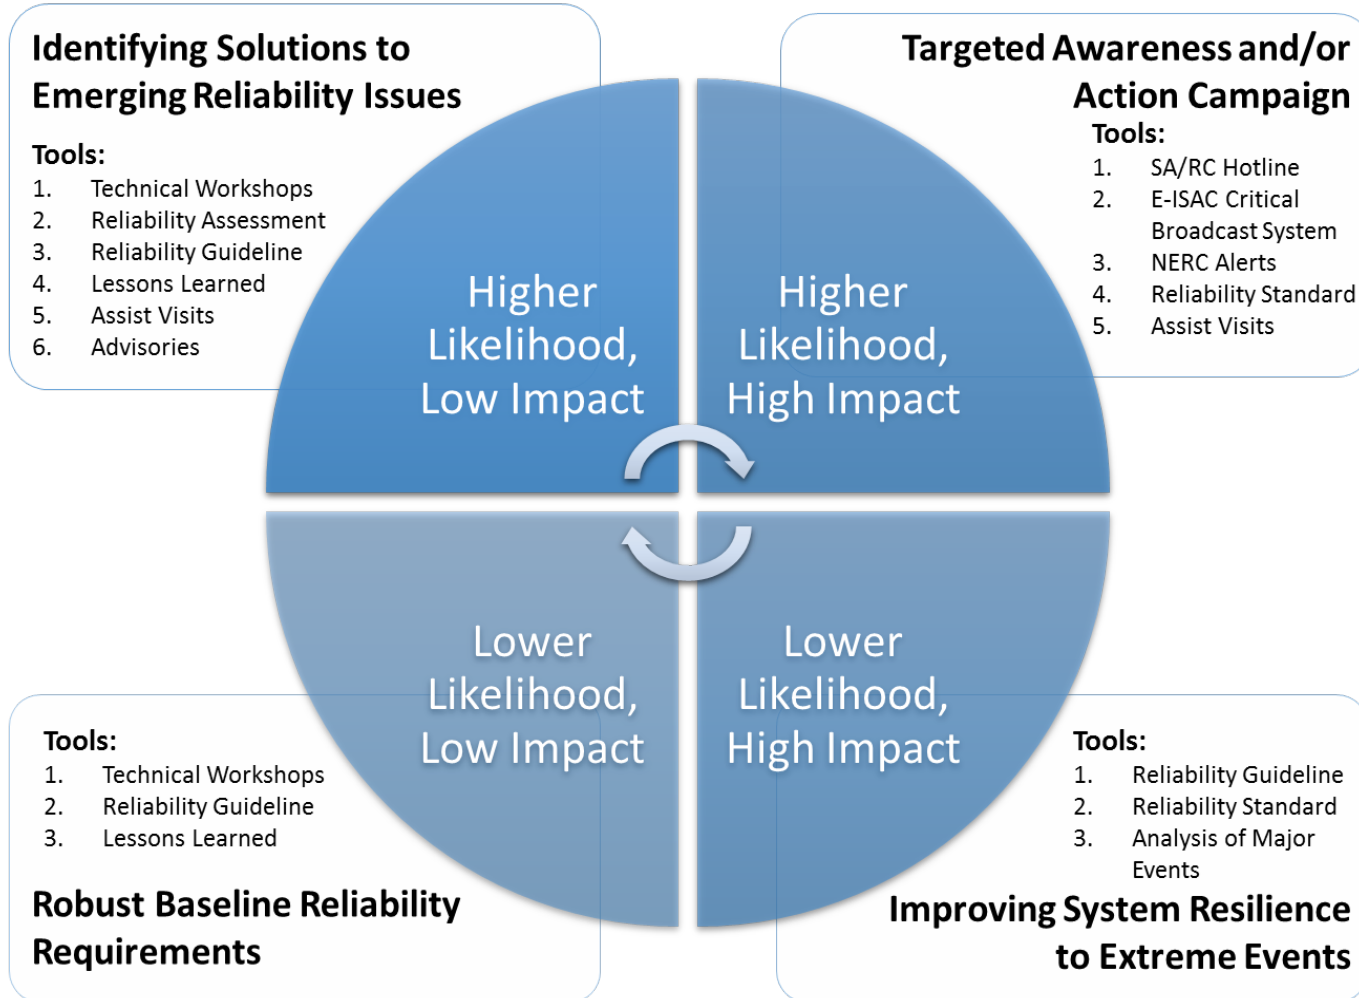 Identifying Solutions to
Emerging Reliability Issues
Tools:
1. Technical Workshops
2. Reliability Assessment
3. Reliability Guideline
4. Lessons Learned
5. Assist Visits
6. Advisories
Targeted Awareness and/or
Action Campaign
Tools:
1. SA/RC Hotline
2. E-ISAC Critical
Broadcast System
3. NERC Alerts
4. Reliability Standard
5. Assist Visits
Higher
Likelihood,
Low Impact
Higher
Likelihood,
High Impact
Lower
Likelihood,
Low Impact
Lower
Likelihood,
High Impact
Tools:
1. Technical Workshops
2. Reliability Guideline
3. Lessons Learned
Robust Baseline Reliability
Requirements
Tools:
1. Reliability Guideline
2. Reliability Standard
3. Analysis of Major
Events
Improving System Resilience
to Extreme Events